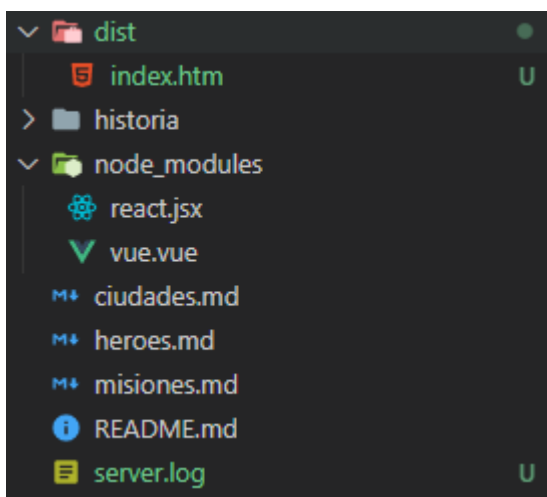 dist
index.htm U
historia
node_modules
react.jsx
vue.vue
M ciudades.md
M heroes.md
M misiones.md
README.md
server.log U